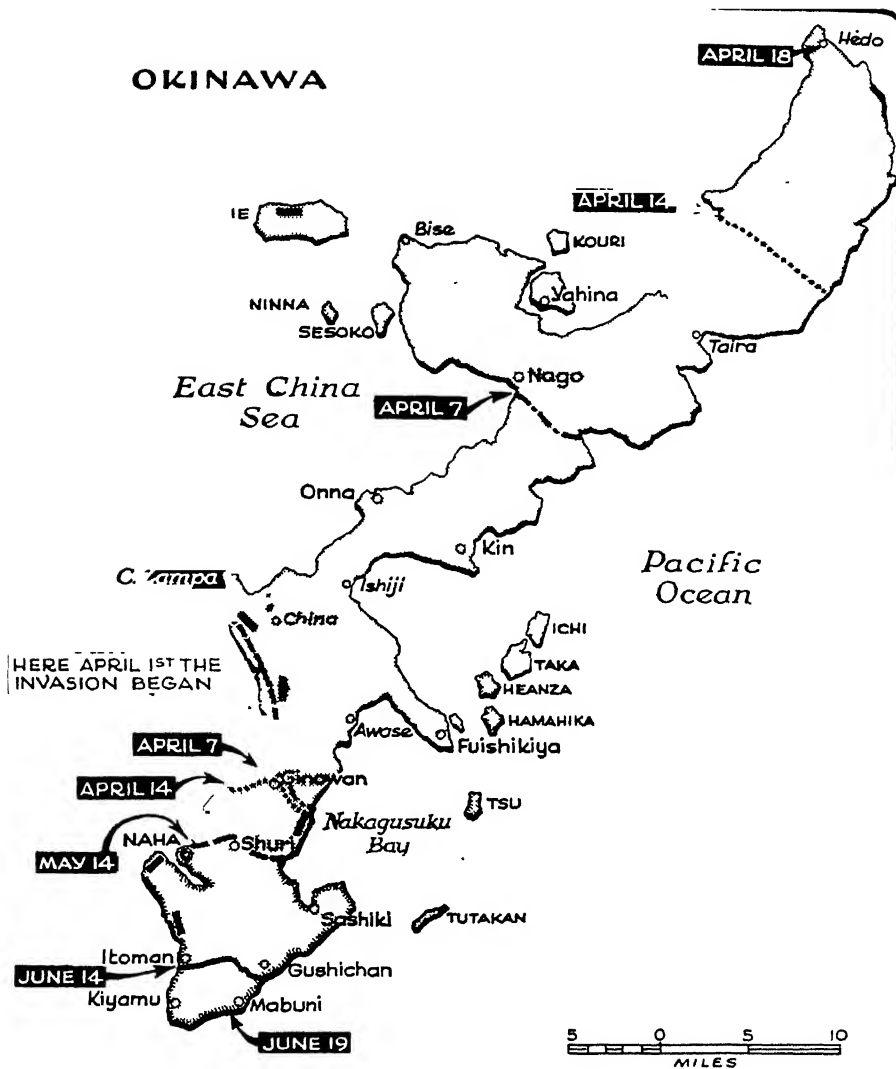 OKINAWA
Hedo
APRIL 18
APRIL 14
IE
Bise
KOURI
Yahina
NINNA
SESOKO
Taira
Nago
East China
Sea
APRIL 7
Onna
Kin
Pacific
Ocean
C. Zampa
Ishiji
China
ICHI
TAKA
HEANZA
HAMAHIKA
HERE APRIL 1ST THE
INVASION BEGAN
Awase
Fuishikiya
APRIL 7
APRIL 14
Ginowan
TSU
Nakagusuku
Bay
NAHA
Shuri
MAY 14
Sashiki
TUTAKAN
Itoman
Gushichan
JUNE 14
Kiyamu
Mabuni
JUNE 19
5 0 5 10
MILES